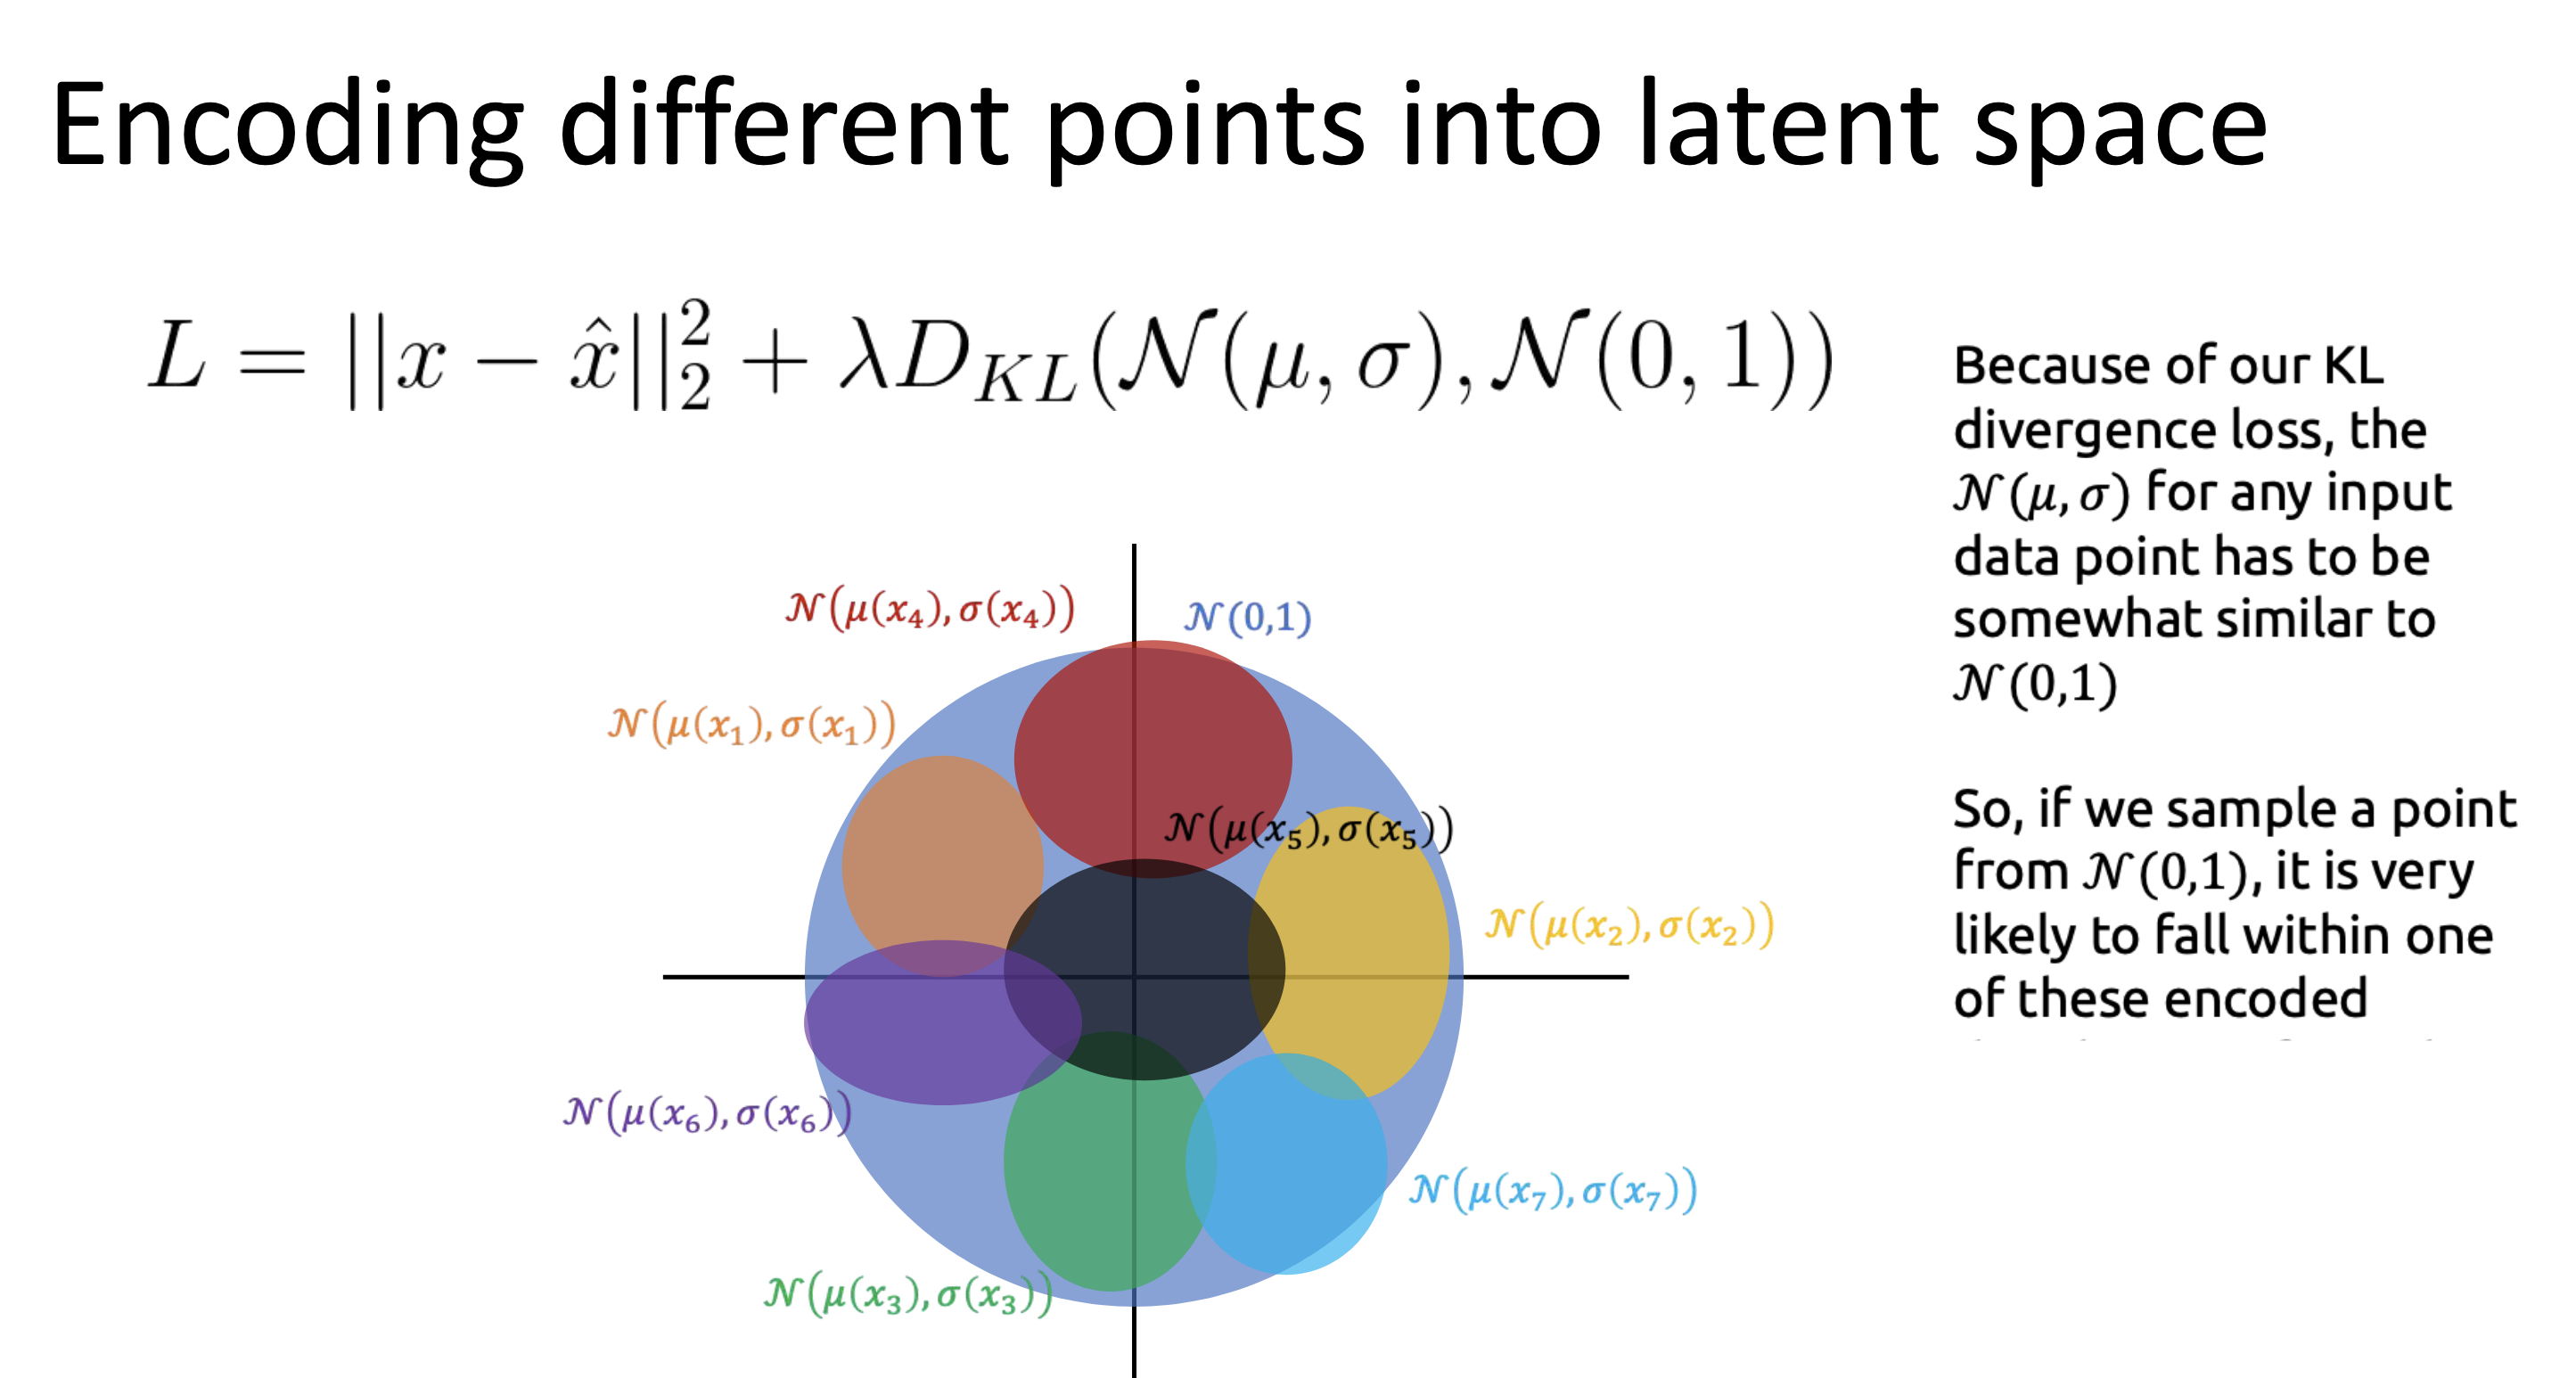 Encoding different points into latent space
L = ||x − x̂||₂² + λD_KL(𝒩(μ, σ), 𝒩(0, 1))
Because of our KL
divergence loss, the
𝒩(μ, σ) for any input
data point has to be
somewhat similar to
𝒩(0,1)
So, if we sample a point
from 𝒩(0,1), it is very
likely to fall within one
of these encoded
𝒩(μ(x₄), σ(x₄))
𝒩(0,1)
𝒩(μ(x₁), σ(x₁))
𝒩(μ(x₅), σ(x₅))
𝒩(μ(x₂), σ(x₂))
𝒩(μ(x₆), σ(x₆))
𝒩(μ(x₇), σ(x₇))
𝒩(μ(x₃), σ(x₃))